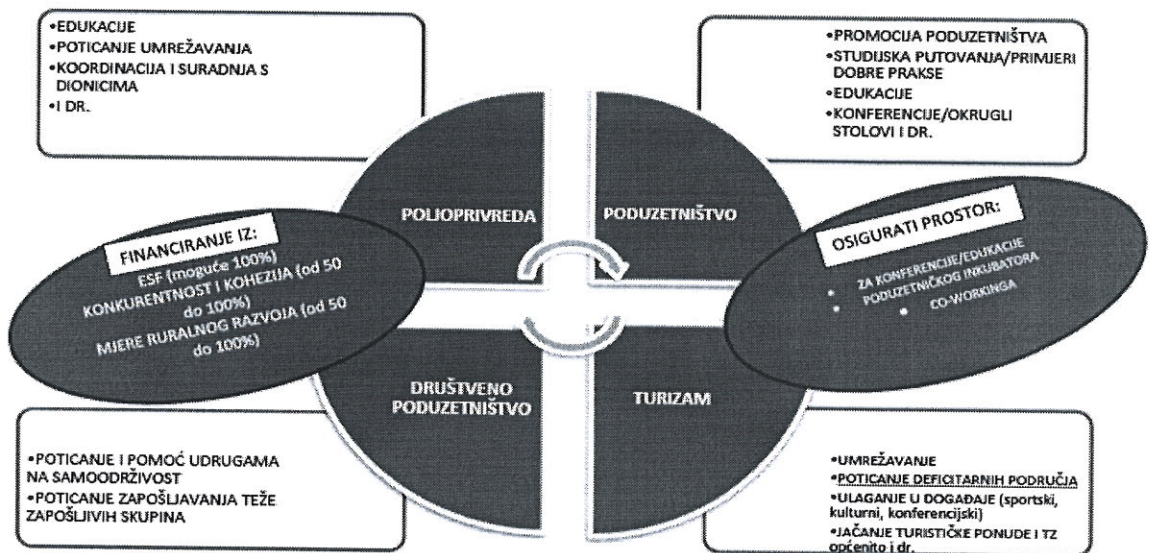 •EDUKACIJE
•POTICANJE UMREŽAVANJA
•KOORDINACIJA I SURADNJA S
DIONICIMA
•I DR.
•PROMOCIJA PODUZETNIŠTVA
•STUDIJSKA PUTOVANJA/PRIMJERI
DOBRE PRAKSE
•EDUKACIJE
•KONFERENCIJE/OKRUGLI
STOLOVI I DR.
POLJOPRIVREDA
PODUZETNIŠTVO
FINANCIRANJE IZ:
ESF (moguće 100%)
KONKURENTNOST I KOHEZIJA (od 50
do 100%)
MJERE RURALNOG RAZVOJA (od 50
do 100%)
OSIGURATI PROSTOR:
• ZA KONFERENCIJE/EDUKACIJE
• PODUZETNIČKOG INKUBATORA
• CO-WORKINGA
DRUŠTVENO
PODUZETNIŠTVO
TURIZAM
•POTICANJE I POMOĆ UDRUGAMA
NA SAMOODRŽIVOST
•POTICANJE ZAPOŠLJAVANJA TEŽE
ZAPOŠLJIVIH SKUPINA
•UMREŽAVANJE
•POTICANJE DEFICITARNIH PODRUČJA
•ULAGANJE U DOGAĐAJE (sportski,
kulturni, konferencijski)
•JAČANJE TURISTIČKE PONUDE I TZ
općenito i dr.